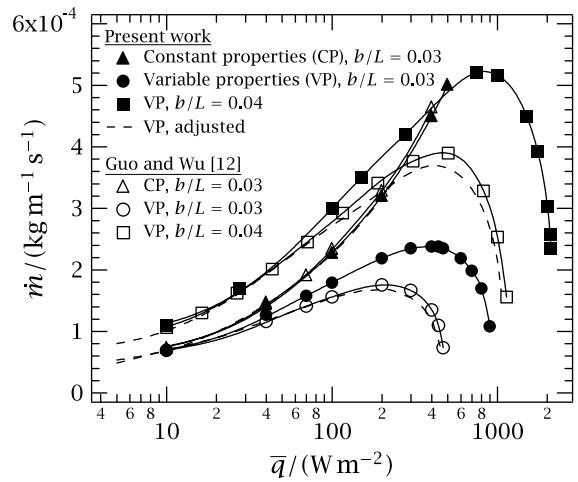 6×10⁻⁴
5
4
3
2
1
0
ṁ/(kg m⁻¹ s⁻¹)
Present work
Constant properties (CP), b/L = 0.03
Variable properties (VP), b/L = 0.03
VP, b/L = 0.04
VP, adjusted
Guo and Wu [12]
CP, b/L = 0.03
VP, b/L = 0.03
VP, b/L = 0.04
4 6 8 10 2 4 6 8 100 2 4 6 8 1000 2
q̅/(W m⁻²)